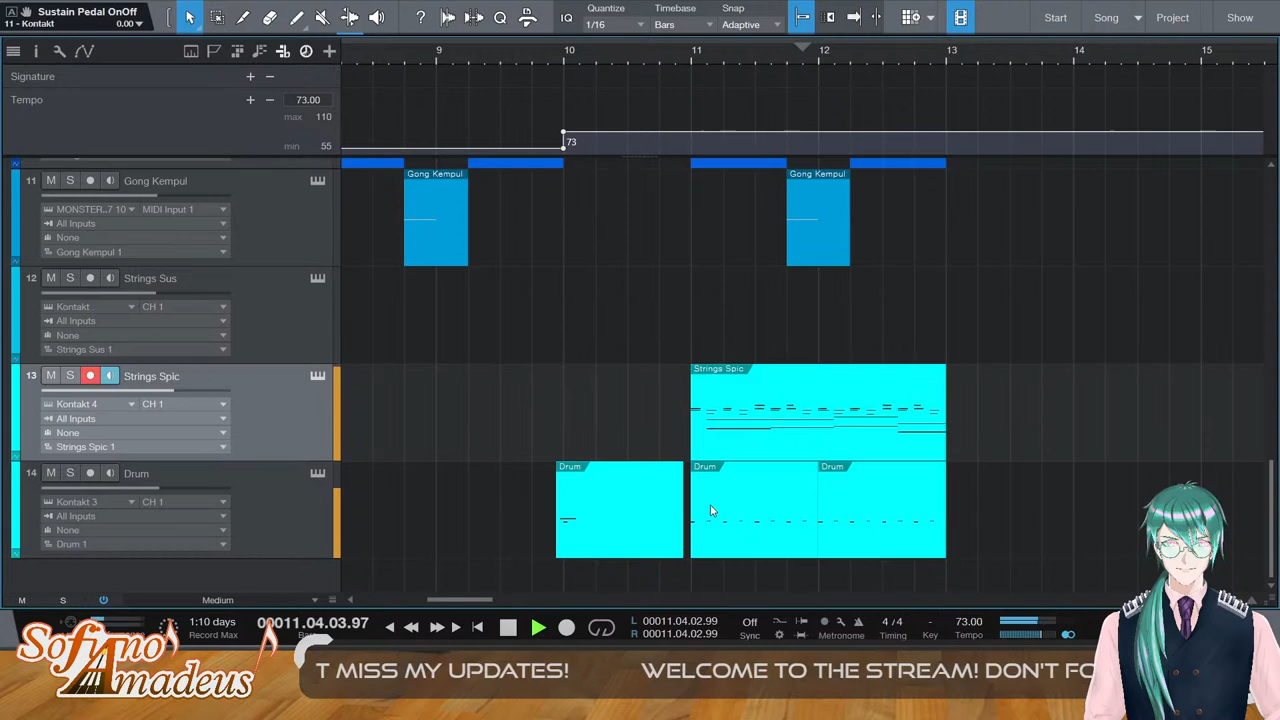 Sustain Pedal OnOff
11 - Kontakt 0.00
IQ
Quantize
1/16
Timebase
Bars
Snap
Adaptive
Start
Song
Project
Show
9 10 11 12 13 14 15
Signature
Tempo 73.00
max 110
min 55
73
11 M S Gong Kempul
MONSTER..7 10 MIDI Input 1
All Inputs
None
Gong Kempul 1
Gong Kempul
Gong Kempul
12 M S Strings Sus
Kontakt CH 1
All Inputs
None
Strings Sus 1
13 M S Strings Spic
Kontakt 4 CH 1
All Inputs
None
Strings Spic 1
Strings Spic
14 M S Drum
Kontakt 3 CH 1
All Inputs
None
Drum 1
Drum
Drum
Drum
M S Medium
1:10 days
Record Max
00011.04.03.97
L 00011.04.02.99
R 00011.04.02.99
Off
Sync
Metronome
4 / 4
Timing
-
Key
73.00
Tempo
Sofiano
Amadeus
T MISS MY UPDATES! WELCOME TO THE STREAM! DON'T FO